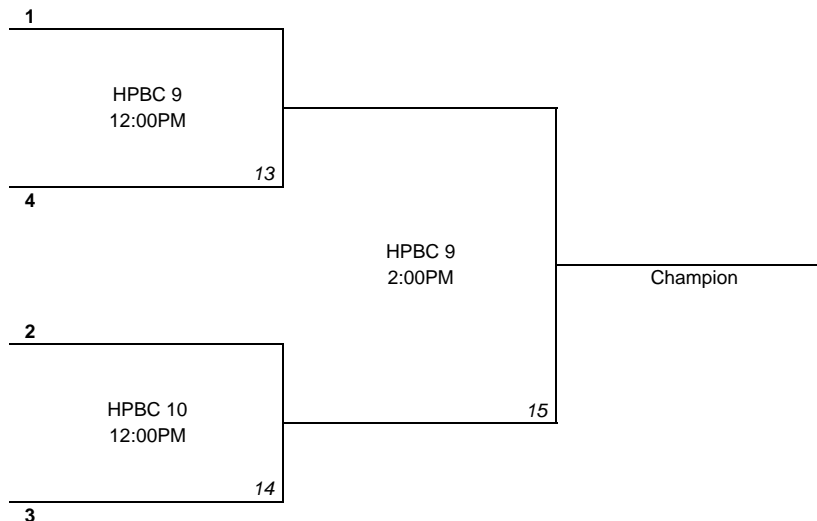 1
HPBC 9
12:00PM
13
4
HPBC 9
2:00PM
Champion
2
HPBC 10
12:00PM
15
14
3